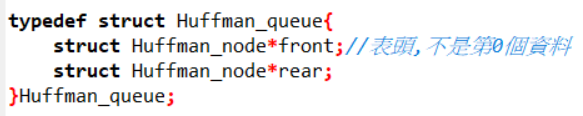 typedef struct Huffman_queue{
    struct Huffman_node*front;//表頭,不是第0個資料
    struct Huffman_node*rear;
}Huffman_queue;